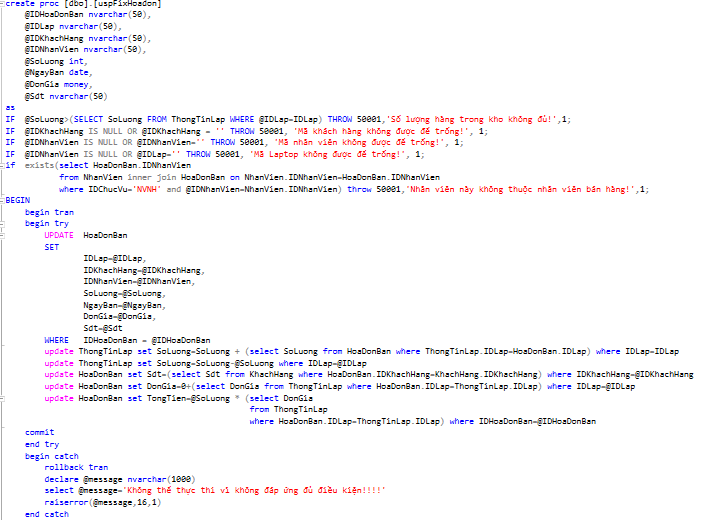 create proc [dbo].[uspFixHoadon]
@IDHoaDonBan nvarchar(50),
@IDLap nvarchar(50),
@IDKhachHang nvarchar(50),
@IDNhanVien nvarchar(50),
@SoLuong int,
@NgayBan date,
@DonGia money,
@Sdt nvarchar(50)
as
IF @SoLuong>(SELECT SoLuong FROM ThongTinLap WHERE @IDLap=IDLap) THROW 50001,'Số lượng hàng trong kho không đủ!',1;
IF @IDKhachHang IS NULL OR @IDKhachHang = '' THROW 50001, 'Mã khách hàng không được để trống!', 1;
IF @IDNhanVien IS NULL OR @IDNhanVien='' THROW 50001, 'Mã nhân viên không được để trống!', 1;
IF @IDNhanVien IS NULL OR @IDLap='' THROW 50001, 'Mã Laptop không được để trống!', 1;
if exists(select HoaDonBan.IDNhanVien
from NhanVien inner join HoaDonBan on NhanVien.IDNhanVien=HoaDonBan.IDNhanVien
where IDChucVu='NVNH' and @IDNhanVien=NhanVien.IDNhanVien) throw 50001,'Nhân viên này không thuộc nhân viên bán hàng!',1;
BEGIN
begin tran
begin try
UPDATE HoaDonBan
SET
IDLap=@IDLap,
IDKhachHang=@IDKhachHang,
IDNhanVien=@IDNhanVien,
SoLuong=@SoLuong,
NgayBan=@NgayBan,
DonGia=@DonGia,
Sdt=@Sdt
WHERE IDHoaDonBan = @IDHoaDonBan
update ThongTinLap set SoLuong=SoLuong + (select SoLuong from HoaDonBan where ThongTinLap.IDLap=HoaDonBan.IDLap) where IDLap=IDLap
update ThongTinLap set SoLuong=SoLuong-@SoLuong where IDLap=@IDLap
update HoaDonBan set Sdt=(select Sdt from KhachHang where HoaDonBan.IDKhachHang=KhachHang.IDKhachHang) where IDKhachHang=@IDKhachHang
update HoaDonBan set DonGia=0+(select DonGia from ThongTinLap where HoaDonBan.IDLap=ThongTinLap.IDLap) where IDLap=@IDLap
update HoaDonBan set TongTien=@SoLuong * (select DonGia
from ThongTinLap
where HoaDonBan.IDLap=ThongTinLap.IDLap) where IDHoaDonBan=@IDHoaDonBan
commit
end try
begin catch
rollback tran
declare @message nvarchar(1000)
select @message='Không thể thực thi vì không đáp ứng đủ điều kiện!!!!'
raiserror(@message,16,1)
end catch